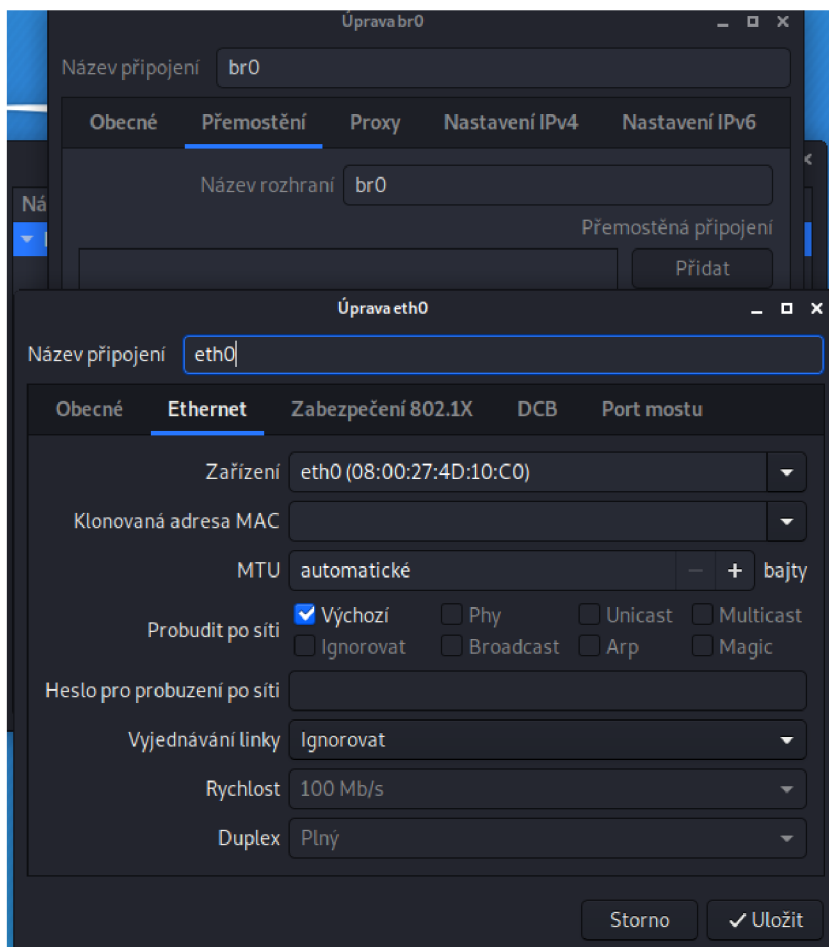 Úprava br0
Název připojení br0
Obecné Přemostění Proxy Nastavení IPv4 Nastavení IPv6
Název rozhraní br0
Ná
Přemostěná připojení
Přidat
Úprava eth0
Název připojení eth0
Obecné Ethernet Zabezpečení 802.1X DCB Port mostu
Zařízení eth0 (08:00:27:4D:10:C0)
Klonovaná adresa MAC
MTU automatické − + bajty
Probudit po síti
Výchozí Phy Unicast Multicast
Ignorovat Broadcast Arp Magic
Heslo pro probuzení po síti
Vyjednávání linky Ignorovat
Rychlost 100 Mb/s
Duplex Plný
Storno Uložit